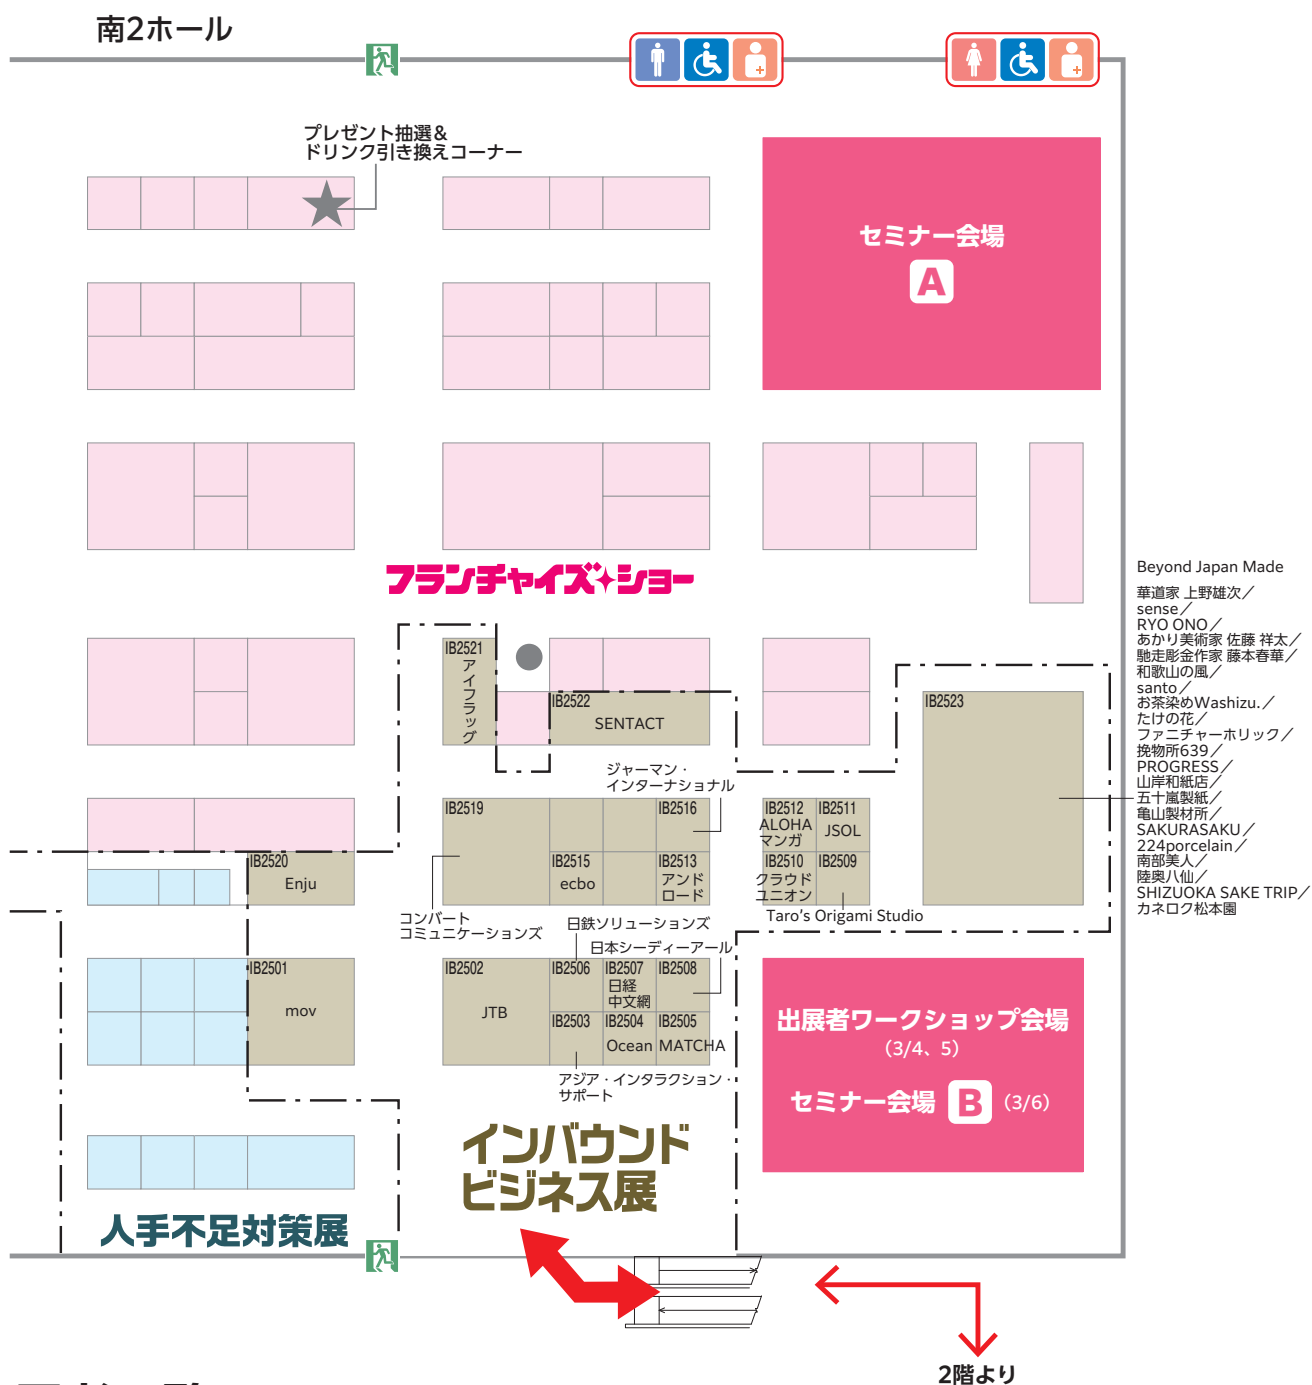 南2ホール
プレゼント抽選&
ドリンク引き換えコーナー
セミナー会場
A
フランチャイズ・ショー
Beyond Japan Made
華道家 上野雄次／
sense／
RYO ONO／
あかり美術家 佐藤 祥太／
馳走彫金作家 藤本春華／
和歌山の風／
santo／
お茶染めWashizu.／
たけの花／
ファニチャーホリック／
挽物所639／
PROGRESS／
山岸和紙店／
五十嵐製紙／
亀山製材所／
SAKURASAKU／
224porcelain／
南部美人／
陸奥八仙／
SHIZUOKA SAKE TRIP／
カネロク松本園
IB2521
アイフラッグ
IB2522
SENTACT
IB2523
ジャーマン・
インターナショナル
IB2519
IB2516
IB2512
ALOHA
マンガ
IB2511
JSOL
IB2520
Enju
IB2515
ecbo
IB2513
アンド
ロード
IB2510
クラウド
ユニオン
IB2509
Taro's Origami Studio
コンバート
コミュニケーションズ
日鉄ソリューションズ
日本シーディーアール
IB2501
mov
IB2502
JTB
IB2506
IB2507
日経
中文網
IB2508
IB2503
IB2504
Ocean
IB2505
MATCHA
アジア・インタラクション・
サポート
出展者ワークショップ会場
（3/4、5）
セミナー会場 B （3/6）
インバウンド
ビジネス展
人手不足対策展
2階より